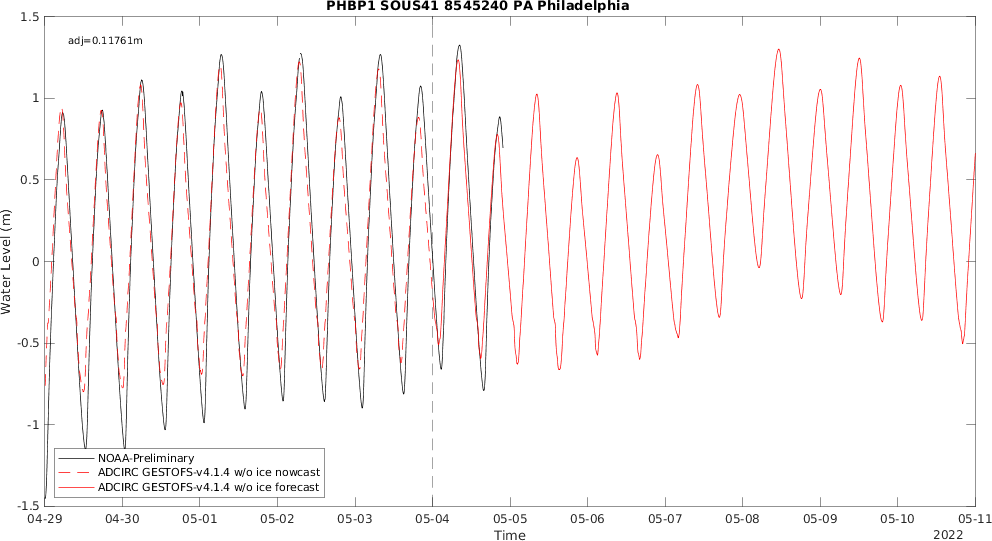 PHBP1 SOUS41 8545240 PA Philadelphia
adj=0.11761m
Water Level (m)
1.5
1
0.5
0
-0.5
-1
-1.5
NOAA-Preliminary
ADCIRC GESTOFS-v4.1.4 w/o ice nowcast
ADCIRC GESTOFS-v4.1.4 w/o ice forecast
04-29 04-30 05-01 05-02 05-03 05-04 05-05 05-06 05-07 05-08 05-09 05-10 05-11
Time
2022